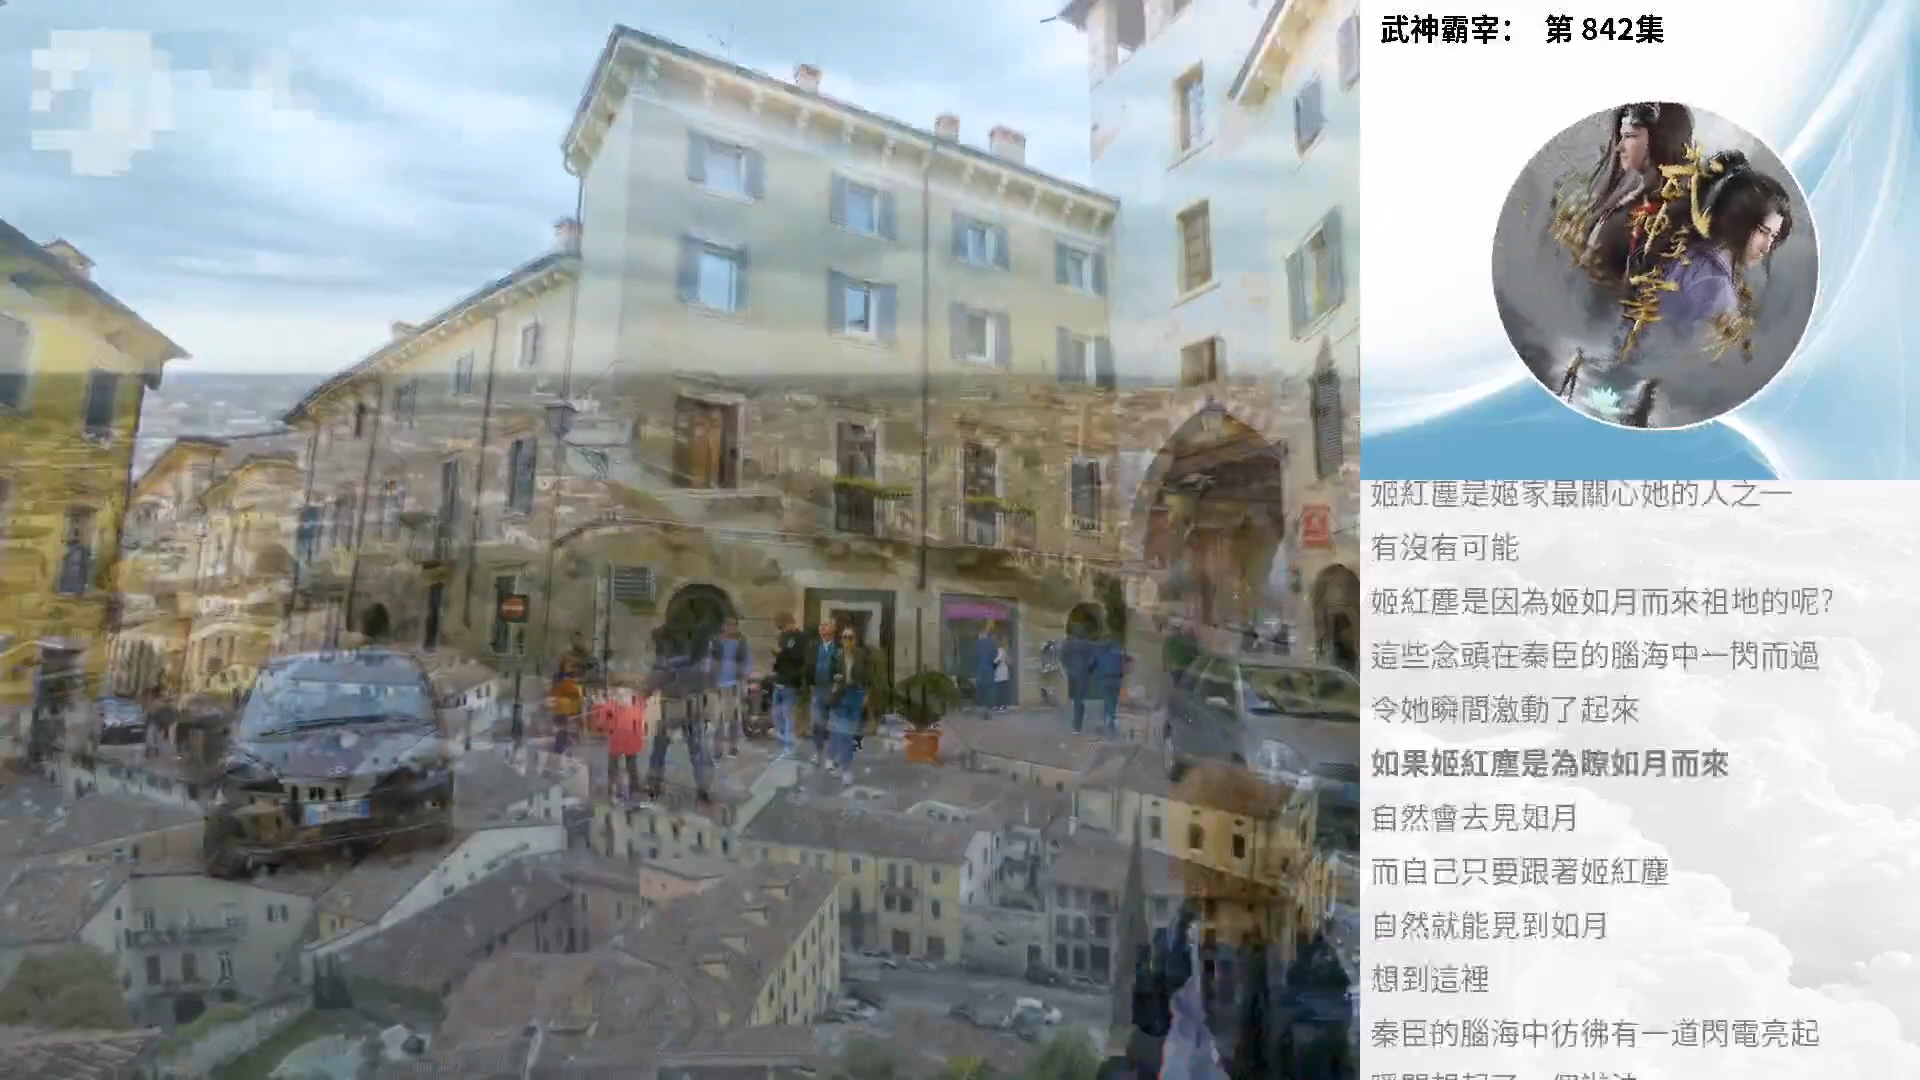 武神霸宰： 第 842集
姬紅塵是姬家最關心她的人之一
有沒有可能
姬紅塵是因為姬如月而來祖地的呢?
這些念頭在秦臣的腦海中一閃而過
令她瞬間激動了起來
如果姬紅塵是為瞭如月而來
自然會去見如月
而自己只要跟著姬紅塵
自然就能見到如月
想到這裡
秦臣的腦海中彷彿有一道閃電亮起